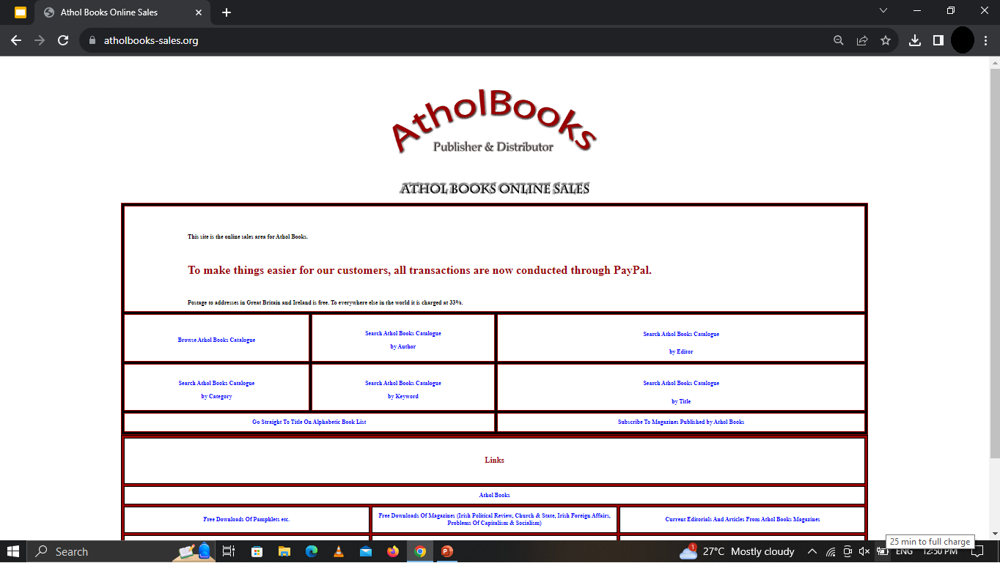 Athol Books Online Sales
atholbooks-sales.org
AtholBooks
Publisher & Distributor
ATHOL BOOKS ONLINE SALES
This site is the online sales area for Athol Books.
To make things easier for our customers, all transactions are now conducted through PayPal.
Postage to addresses in Great Britain and Ireland is free. To everywhere else in the world it is charged at 33%.
Browse Athol Books Catalogue
Search Athol Books Catalogue
by Author
Search Athol Books Catalogue
by Editor
Search Athol Books Catalogue
by Category
Search Athol Books Catalogue
by Keyword
Search Athol Books Catalogue
by Title
Go Straight To Title On Alphabetic Book List
Subscribe To Magazines Published by Athol Books
Links
Athol Books
Free Downloads Of Pamphlets etc.
Free Downloads Of Magazines (Irish Political Review, Church & State, Irish Foreign Affairs,
Problems Of Capitalism & Socialism)
Current Editorials And Articles From Athol Books Magazines
25 min to full charge
Search
1
27°C Mostly cloudy
ENG
12:50 PM